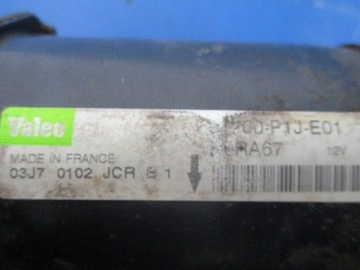 Valeo
00-P1J-E01
MADE IN FRANCE
RA67 12V
03J7 0102 JCR B 1